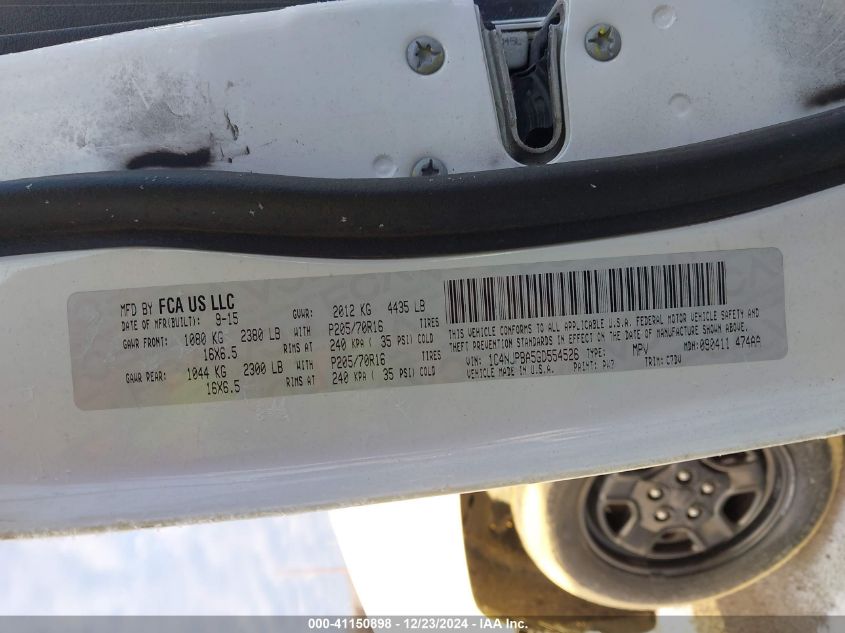 MFD BY FCA US LLC
DATE OF MFR(BUILT): 9-15 GVWR: 2012 KG 4435 LB
GAWR FRONT: 1080 KG 2380 LB WITH P205/70R16 TIRES
16X6.5 RIMS AT 240 KPA ( 35 PSI) COLD
GAWR REAR: 1044 KG 2300 LB WITH P205/70R16 TIRES
16X6.5 RIMS AT 240 KPA ( 35 PSI) COLD
THIS VEHICLE CONFORMS TO ALL APPLICABLE U.S.A. FEDERAL MOTOR VEHICLE SAFETY AND
THEFT PREVENTION STANDARDS IN EFFECT ON THE DATE OF MANUFACTURE SHOWN ABOVE.
VIN: 1C4NJPBA5GD554526 TYPE: MPV MDH: 090411 474AA
VEHICLE MADE IN U.S.A. PAINT: PW7 TRIM: C7DV
000-41150898 - 12/23/2024 - IAA Inc.